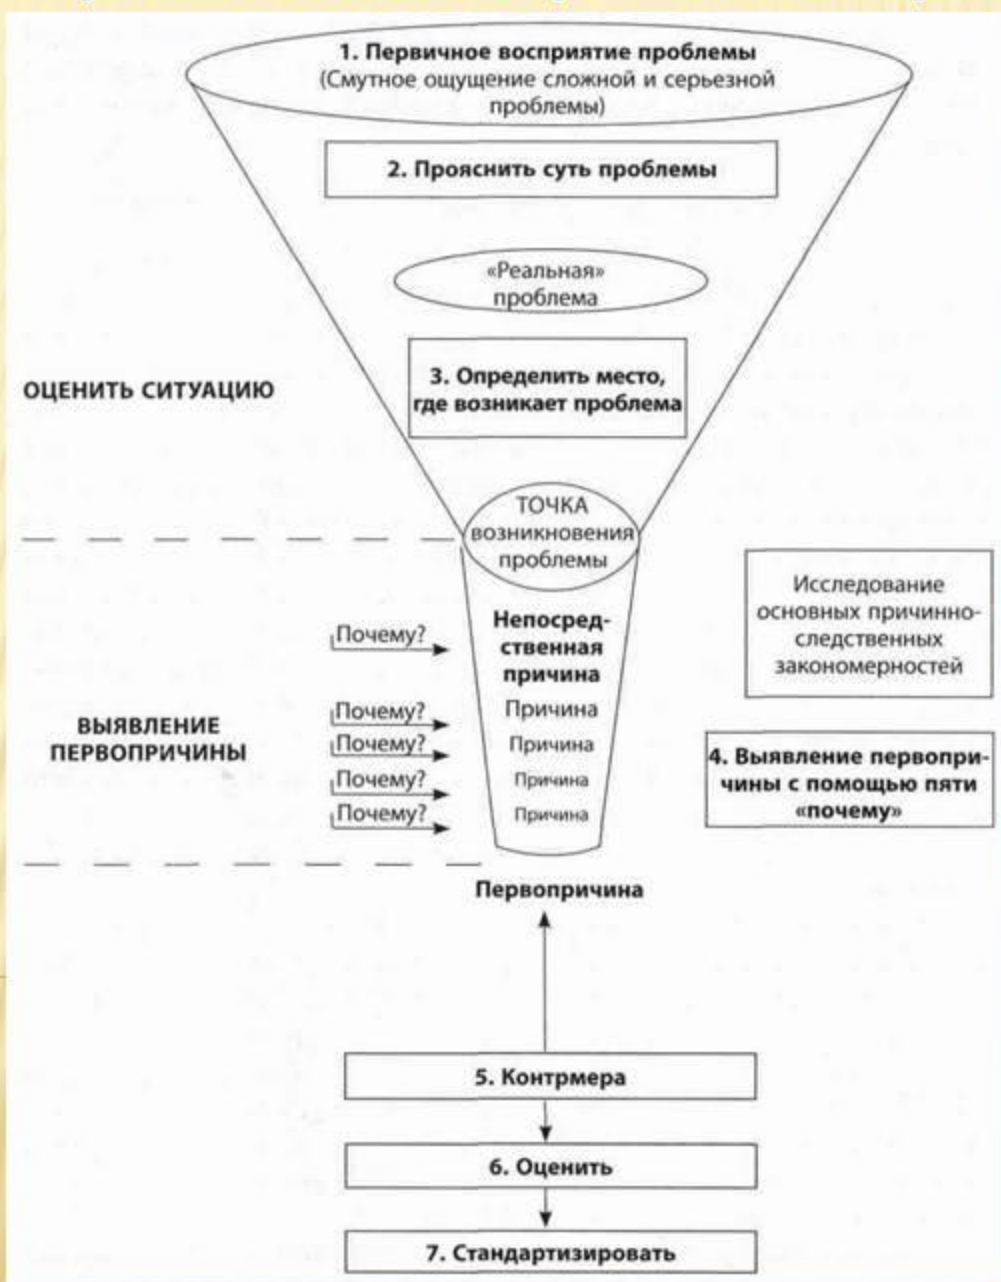 1. Первичное восприятие проблемы
(Смутное ощущение сложной и серьезной
проблемы)
2. Прояснить суть проблемы
«Реальная»
проблема
ОЦЕНИТЬ СИТУАЦИЮ
3. Определить место,
где возникает проблема
ТОЧКА
возникновения
проблемы
Исследование
основных причинно-
следственных
закономерностей
Почему?
Непосред-
ственная
причина
ВЫЯВЛЕНИЕ
ПЕРВОПРИЧИНЫ
Почему?
Причина
Почему?
Причина
Почему?
Причина
Почему?
Причина
4. Выявление первопри-
чины с помощью пяти
«почему»
Первопричина
5. Контрмера
6. Оценить
7. Стандартизировать